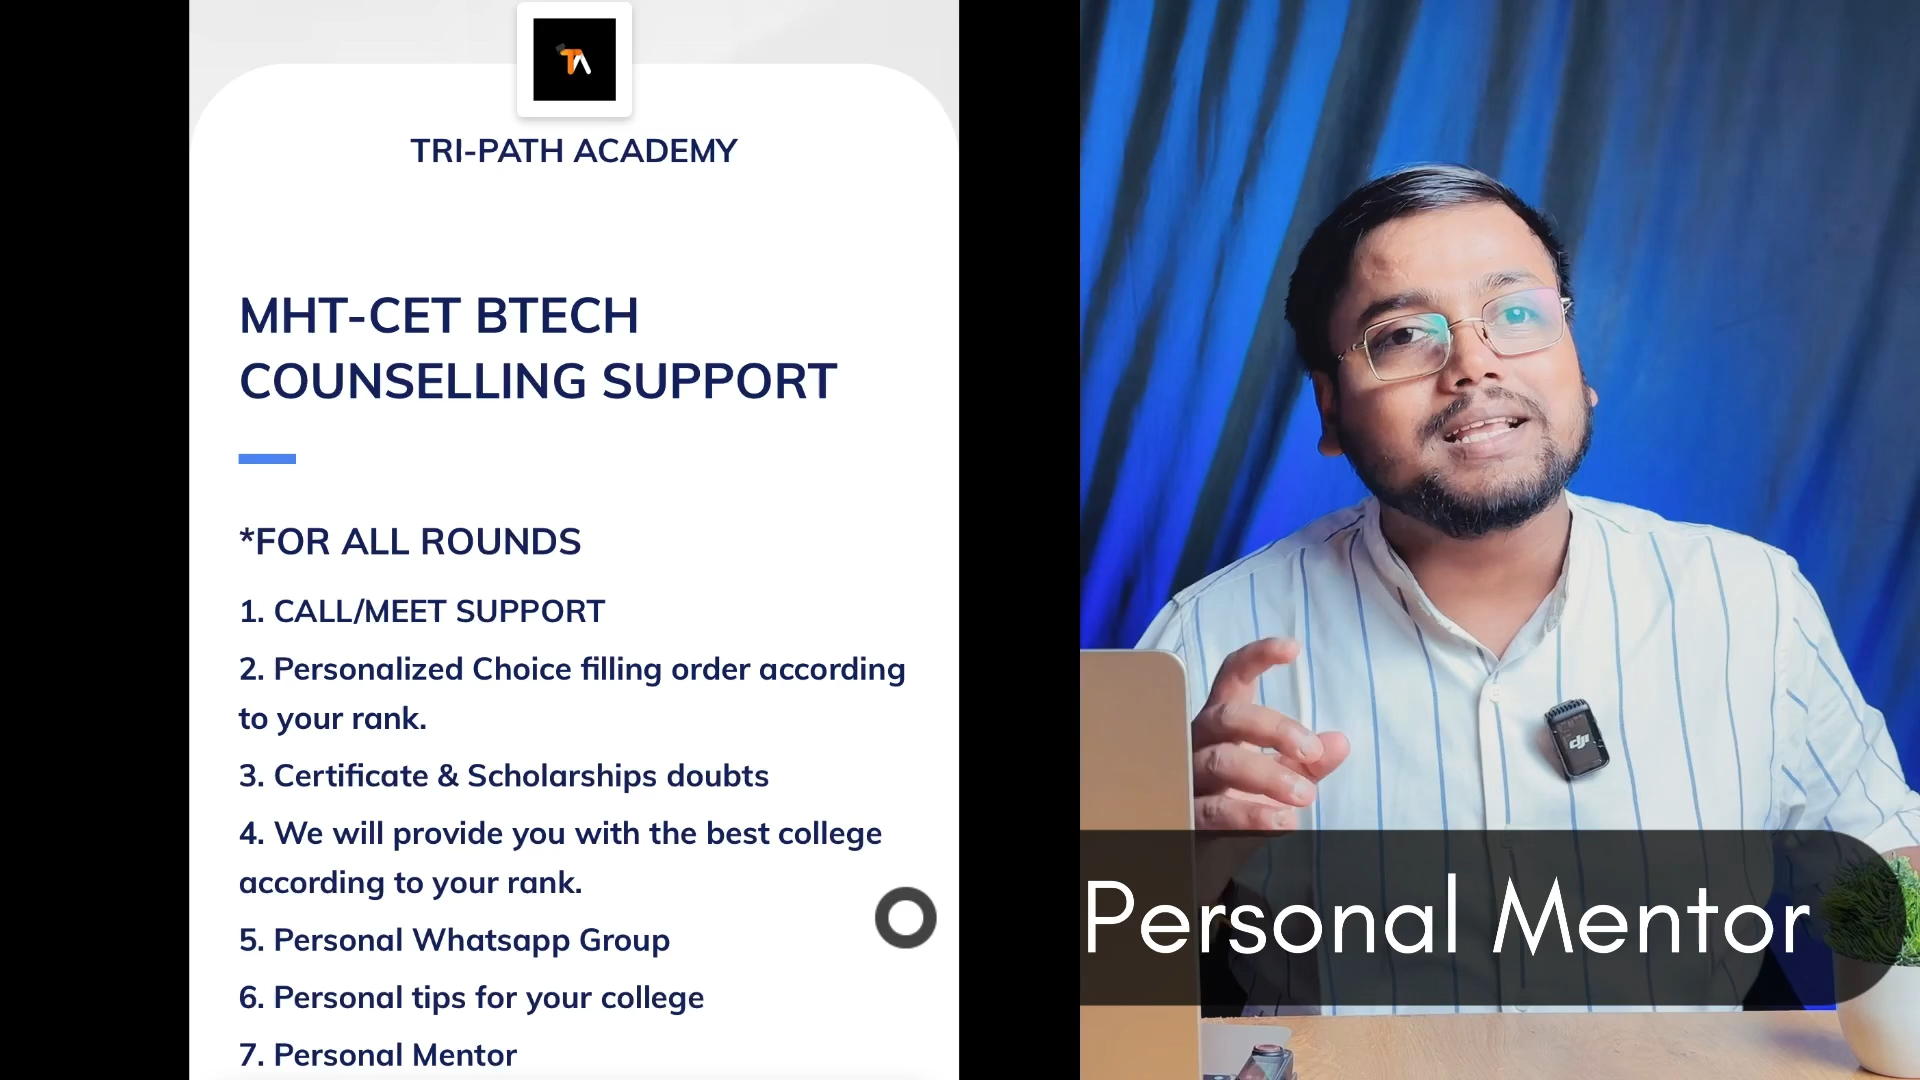 TA
TRI-PATH ACADEMY
MHT-CET BTECH
COUNSELLING SUPPORT
*FOR ALL ROUNDS
1. CALL/MEET SUPPORT
2. Personalized Choice filling order according
to your rank.
3. Certificate & Scholarships doubts
4. We will provide you with the best college
according to your rank.
5. Personal Whatsapp Group
6. Personal tips for your college
7. Personal Mentor
dji
Personal Mentor